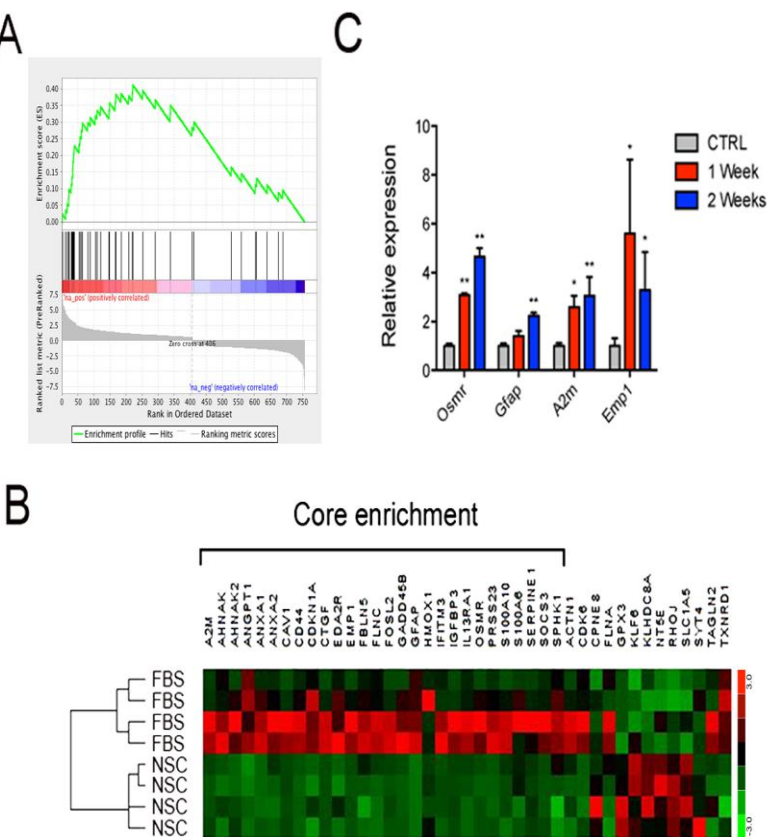 A
C
Enrichment score (ES)
0.40
0.35
0.30
0.25
0.20
0.15
0.10
0.05
0.00
'na_pos' (positively correlated)
Ranked list metric (PreRanked)
7.5
5.0
2.5
0.0
-2.5
-5.0
-7.5
Zero cross at 406
'na_neg' (negatively correlated)
0 50 100 150 200 250 300 350 400 450 500 550 600 650 700 750
Rank in Ordered Dataset
Enrichment profile Hits Ranking metric scores
Relative expression
10
8
6
4
2
0
** ** ** * ** * *
Osmr Gfap A2m Emp1
CTRL
1 Week
2 Weeks
B
Core enrichment
A2M
AHNAK
AHNAK2
ANGPT1
ANXA1
ANXA2
CAV1
CD44
CDKN1A
CTGF
EDA2R
EMP1
FBLN5
FLNC
FOSL2
GADD45B
GFAP
HMOX1
IFITM3
IGFBP3
IL13RA1
OSMR
PRSS23
S100A10
S100A6
SERPINE1
SOCS3
SPHK1
ACTN1
CDK6
CPNE8
FLNA
GPX3
KLF6
KLHDC8A
NT5E
RHOJ
SLC1A5
SYT4
TAGLN2
TXNRD1
FBS
FBS
FBS
FBS
NSC
NSC
NSC
NSC
3.0
-3.0